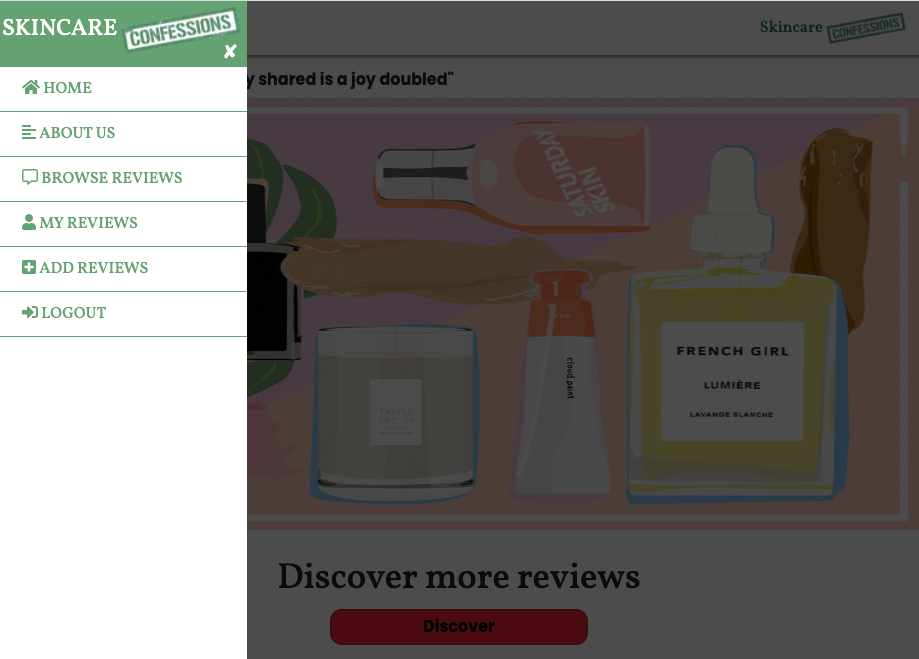 SKINCARE CONFESSIONS
✘
HOME
ABOUT US
BROWSE REVIEWS
MY REVIEWS
ADD REVIEWS
LOGOUT
Skincare CONFESSIONS
y shared is a joy doubled"
SATURDAY
SKIN
cloud paint
TRIPLE
SEC 91
FRENCH GIRL
LUMIÈRE
LAVANDE BLANCHE
Discover more reviews
Discover